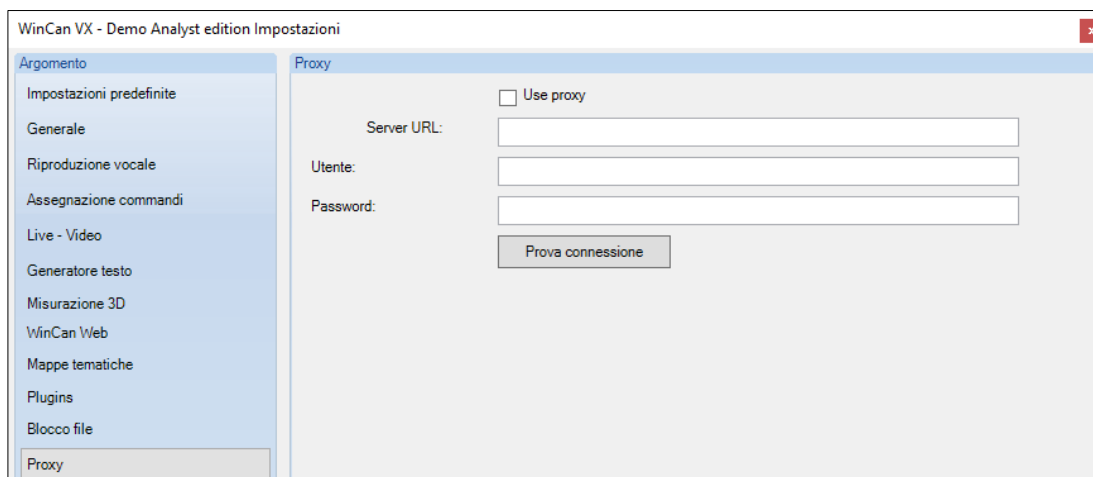 WinCan VX - Demo Analyst edition Impostazioni
x
Argomento
Impostazioni predefinite
Generale
Riproduzione vocale
Assegnazione commandi
Live - Video
Generatore testo
Misurazione 3D
WinCan Web
Mappe tematiche
Plugins
Blocco file
Proxy
Proxy
Use proxy
Server URL:
Utente:
Password:
Prova connessione